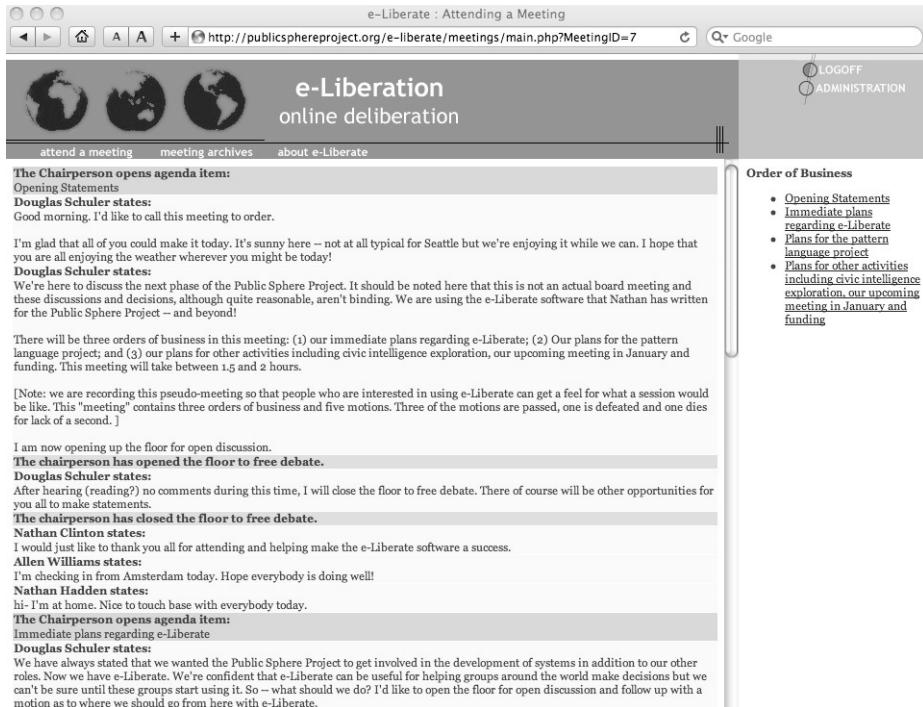 e-Liberate : Attending a Meeting
A A + http://publicsphereproject.org/e-liberate/meetings/main.php?MeetingID=7 Google
LOGOFF
ADMINISTRATION
e-Liberation
online deliberation
attend a meeting meeting archives about e-Liberate
The Chairperson opens agenda item:
Opening Statements
Douglas Schuler states:
Good morning. I'd like to call this meeting to order.
I'm glad that all of you could make it today. It's sunny here -- not at all typical for Seattle but we're enjoying it while we can. I hope that
you are all enjoying the weather wherever you might be today!
Douglas Schuler states:
We're here to discuss the next phase of the Public Sphere Project. It should be noted here that this is not an actual board meeting and
these discussions and decisions, although quite reasonable, aren't binding. We are using the e-Liberate software that Nathan has written
for the Public Sphere Project -- and beyond!
There will be three orders of business in this meeting: (1) our immediate plans regarding e-Liberate; (2) Our plans for the pattern
language project; and (3) our plans for other activities including civic intelligence exploration, our upcoming meeting in January and
funding. This meeting will take between 1.5 and 2 hours.
[Note: we are recording this pseudo-meeting so that people who are interested in using e-Liberate can get a feel for what a session would
be like. This "meeting" contains three orders of business and five motions. Three of the motions are passed, one is defeated and one dies
for lack of a second. ]
I am now opening up the floor for open discussion.
The chairperson has opened the floor to free debate.
Douglas Schuler states:
After hearing (reading?) no comments during this time, I will close the floor to free debate. There of course will be other opportunities for
you all to make statements.
The chairperson has closed the floor to free debate.
Nathan Clinton states:
I would just like to thank you all for attending and helping make the e-Liberate software a success.
Allen Williams states:
I'm checking in from Amsterdam today. Hope everybody is doing well!
Nathan Hadden states:
hi- I'm at home. Nice to touch base with everybody today.
The Chairperson opens agenda item:
Immediate plans regarding e-Liberate
Douglas Schuler states:
We have always stated that we wanted the Public Sphere Project to get involved in the development of systems in addition to our other
roles. Now we have e-Liberate. We're confident that e-Liberate can be useful for helping groups around the world make decisions but we
can't be sure until these groups start using it. So -- what should we do? I'd like to open the floor for open discussion and follow up with a
motion as to where we should go from here with e-Liberate.
Order of Business
Opening Statements
Immediate plans
regarding e-Liberate
Plans for the pattern
language project
Plans for other activities
including civic intelligence
exploration, our upcoming
meeting in January and
funding